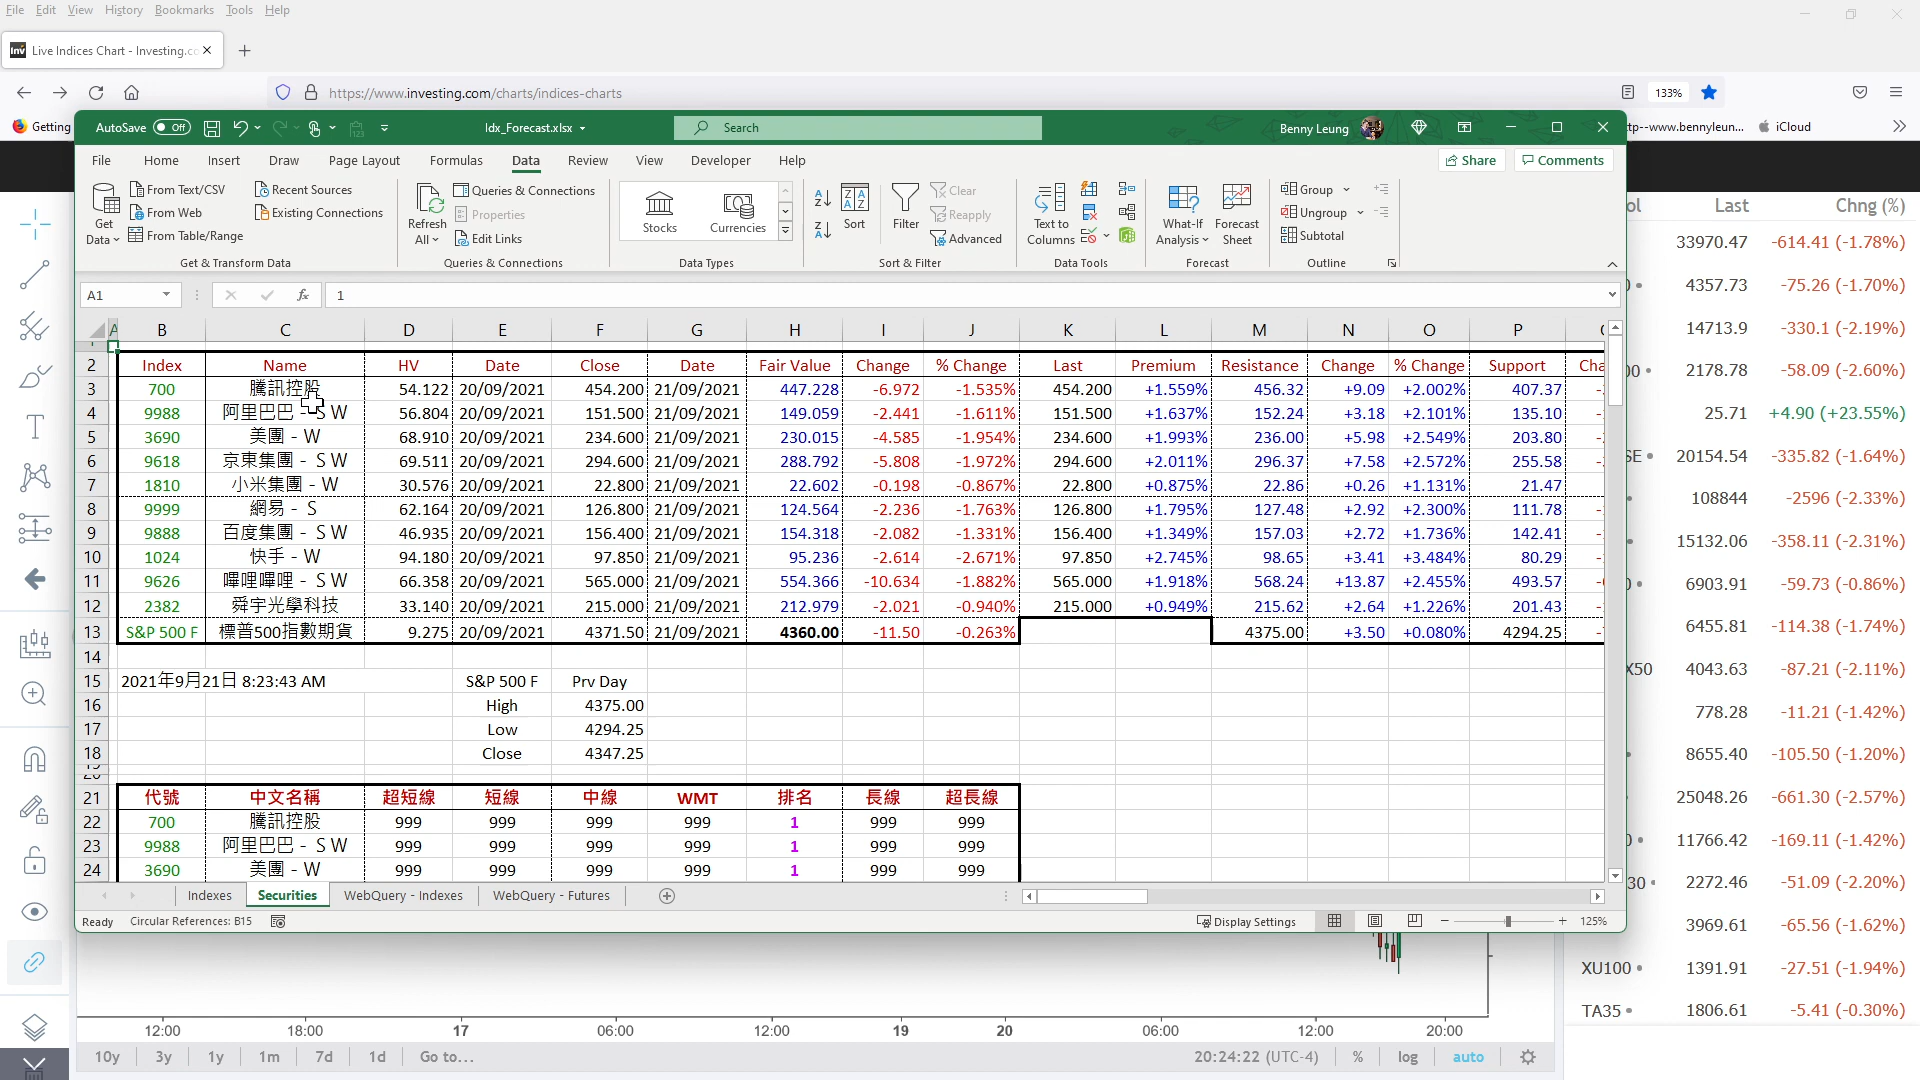 File Edit View History Bookmarks Tools Help
Live Indices Chart - Investing.co
https://www.investing.com/charts/indices-charts 133%
Getting tp--www.bennyleun... iCloud
AutoSave Off Idx_Forecast.xlsx Search Benny Leung
File Home Insert Draw Page Layout Formulas Data Review View Developer Help Share Comments
Get Data From Text/CSV From Web From Table/Range Recent Sources Existing Connections
Refresh All Queries & Connections Properties Edit Links
Stocks Currencies
Sort Filter Clear Reapply Advanced
Text to Columns What-If Analysis Forecast Sheet
Group Ungroup Subtotal
Get & Transform Data Queries & Connections Data Types Sort & Filter Data Tools Forecast Outline
A1 fx 1
A B C D E F G H I J K L M N O P
2 Index Name HV Date Close Date Fair Value Change % Change Last Premium Resistance Change % Change Support Cha
3 700 騰訊控股 54.122 20/09/2021 454.200 21/09/2021 447.228 -6.972 -1.535% 454.200 +1.559% 456.32 +9.09 +2.002% 407.37
4 9988 阿里巴巴 - S W 56.804 20/09/2021 151.500 21/09/2021 149.059 -2.441 -1.611% 151.500 +1.637% 152.24 +3.18 +2.101% 135.10
5 3690 美團 - W 68.910 20/09/2021 234.600 21/09/2021 230.015 -4.585 -1.954% 234.600 +1.993% 236.00 +5.98 +2.549% 203.80
6 9618 京東集團 - S W 69.511 20/09/2021 294.600 21/09/2021 288.792 -5.808 -1.972% 294.600 +2.011% 296.37 +7.58 +2.572% 255.58
7 1810 小米集團 - W 30.576 20/09/2021 22.800 21/09/2021 22.602 -0.198 -0.867% 22.800 +0.875% 22.86 +0.26 +1.131% 21.47
8 9999 網易 - S 62.164 20/09/2021 126.800 21/09/2021 124.564 -2.236 -1.763% 126.800 +1.795% 127.48 +2.92 +2.300% 111.78
9 9888 百度集團 - S W 46.935 20/09/2021 156.400 21/09/2021 154.318 -2.082 -1.331% 156.400 +1.349% 157.03 +2.72 +1.736% 142.41
10 1024 快手 - W 94.180 20/09/2021 97.850 21/09/2021 95.236 -2.614 -2.671% 97.850 +2.745% 98.65 +3.41 +3.484% 80.29
11 9626 嗶哩嗶哩 - S W 66.358 20/09/2021 565.000 21/09/2021 554.366 -10.634 -1.882% 565.000 +1.918% 568.24 +13.87 +2.455% 493.57
12 2382 舜宇光學科技 33.140 20/09/2021 215.000 21/09/2021 212.979 -2.021 -0.940% 215.000 +0.949% 215.62 +2.64 +1.226% 201.43
13 S&P 500 F 標普500指數期貨 9.275 20/09/2021 4371.50 21/09/2021 4360.00 -11.50 -0.263% 4375.00 +3.50 +0.080% 4294.25
14
15 2021年9月21日 8:23:43 AM S&P 500 F Prv Day
16 High 4375.00
17 Low 4294.25
18 Close 4347.25
21 代號 中文名稱 超短線 短線 中線 WMT 排名 長線 超長線
22 700 騰訊控股 999 999 999 999 1 999 999
23 9988 阿里巴巴 - S W 999 999 999 999 1 999 999
24 3690 美團 - W 999 999 999 999 1 999 999
Indexes Securities WebQuery - Indexes WebQuery - Futures
Ready Circular References: B15 Display Settings 125%
ol Last Chng (%)
33970.47 -614.41 (-1.78%)
4357.73 -75.26 (-1.70%)
14713.9 -330.1 (-2.19%)
2178.78 -58.09 (-2.60%)
25.71 +4.90 (+23.55%)
20154.54 -335.82 (-1.64%)
108844 -2596 (-2.33%)
15132.06 -358.11 (-2.31%)
6903.91 -59.73 (-0.86%)
6455.81 -114.38 (-1.74%)
X50 4043.63 -87.21 (-2.11%)
778.28 -11.21 (-1.42%)
8655.40 -105.50 (-1.20%)
25048.26 -661.30 (-2.57%)
11766.42 -169.11 (-1.42%)
30 2272.46 -51.09 (-2.20%)
3969.61 -65.56 (-1.62%)
XU100 1391.91 -27.51 (-1.94%)
TA35 1806.61 -5.41 (-0.30%)
12:00 18:00 17 06:00 12:00 19 20 06:00 12:00 20:00
10y 3y 1y 1m 7d 1d Go to... 20:24:22 (UTC-4) % log auto